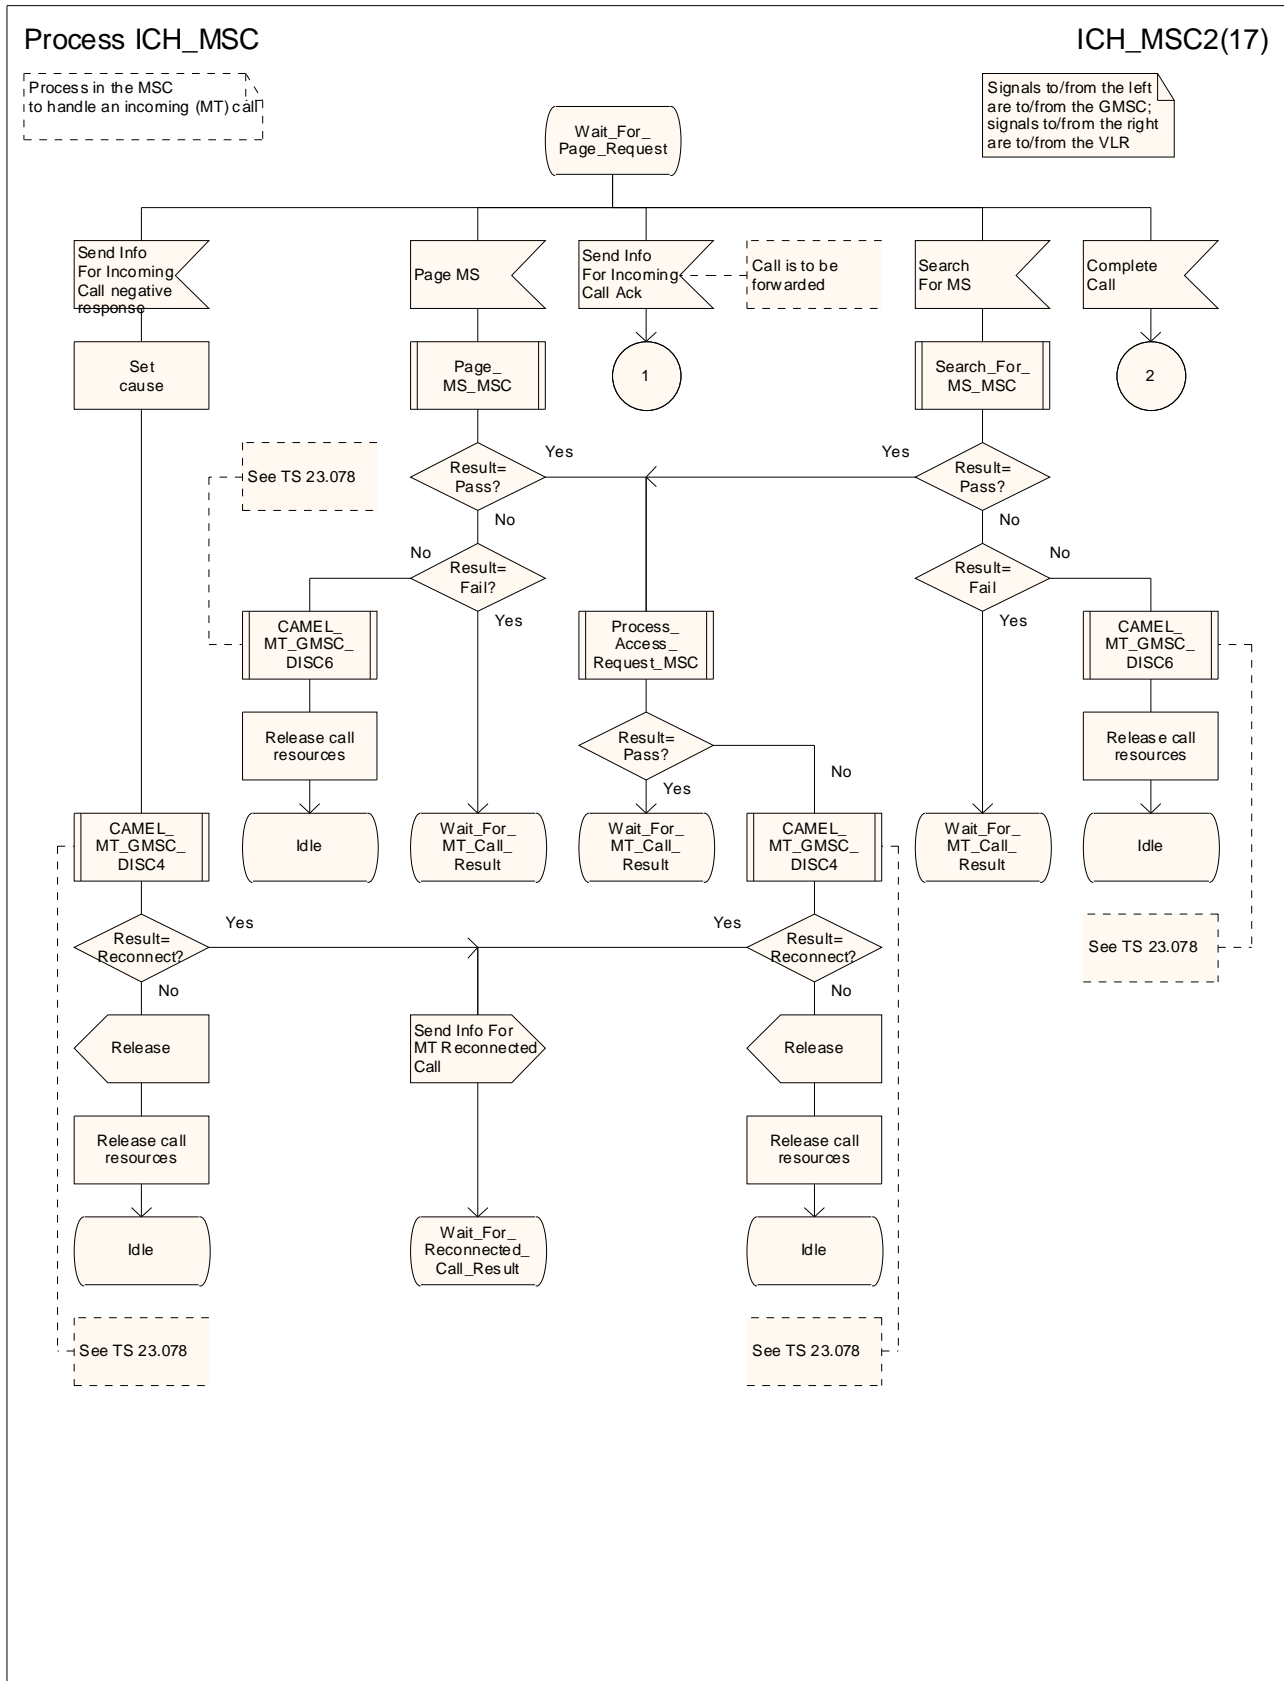 Process ICH_MSC
ICH_MSC2(17)
Process in the MSC
to handle an incoming (MT) call
Signals to/from the left
are to/from the GMSC;
signals to/from the right
are to/from the VLR
Wait_For_
Page_Request
Send Info
For Incoming
Call negative
response
Page MS
Send Info
For Incoming
Call Ack
Call is to be
forwarded
Search
For MS
Complete
Call
Set
cause
Page_
MS_MSC
1
Search_For_
MS_MSC
2
See TS 23.078
Result=
Pass?
Yes
No
Yes
Result=
Pass?
No
No
Result=
Fail?
Yes
Result=
Fail
No
Yes
CAMEL_
MT_GMSC_
DISC6
Process_
Access_
Request_MSC
CAMEL_
MT_GMSC_
DISC6
Release call
resources
Result=
Pass?
No
Yes
Release call
resources
CAMEL_
MT_GMSC_
DISC4
Idle
Wait_For_
MT_Call_
Result
Wait_For_
MT_Call_
Result
CAMEL_
MT_GMSC_
DISC4
Wait_For_
MT_Call_
Result
Idle
Result=
Reconnect?
Yes
No
Yes
Result=
Reconnect?
No
See TS 23.078
Release
Send Info For
MT Reconnected
Call
Release
Release call
resources
Release call
resources
Idle
Wait_For_
Reconnected_
Call_Result
Idle
See TS 23.078
See TS 23.078